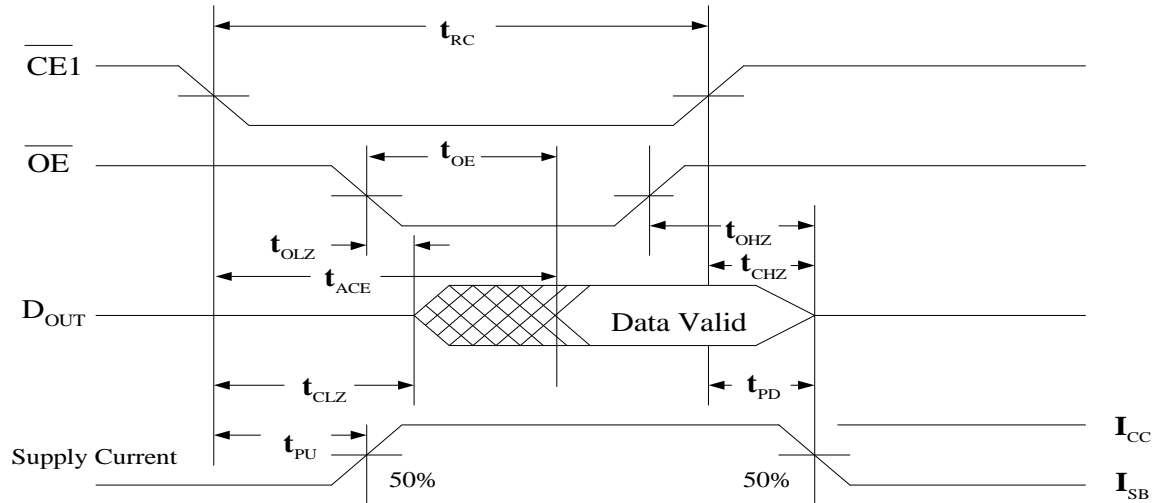 tRC
CE1
tOE
OE
tOHZ
tOLZ
tCHZ
tACE
DOUT
Data Valid
tCLZ
tPD
ICC
tPU
Supply Current
50%
50%
ISB